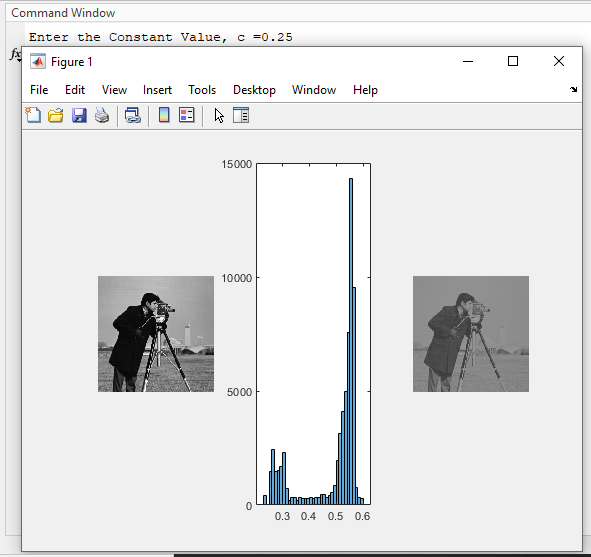 Command Window
Enter the Constant Value, c =0.25
fx
Figure 1
File Edit View Insert Tools Desktop Window Help
15000
10000
5000
0
0.3 0.4 0.5 0.6